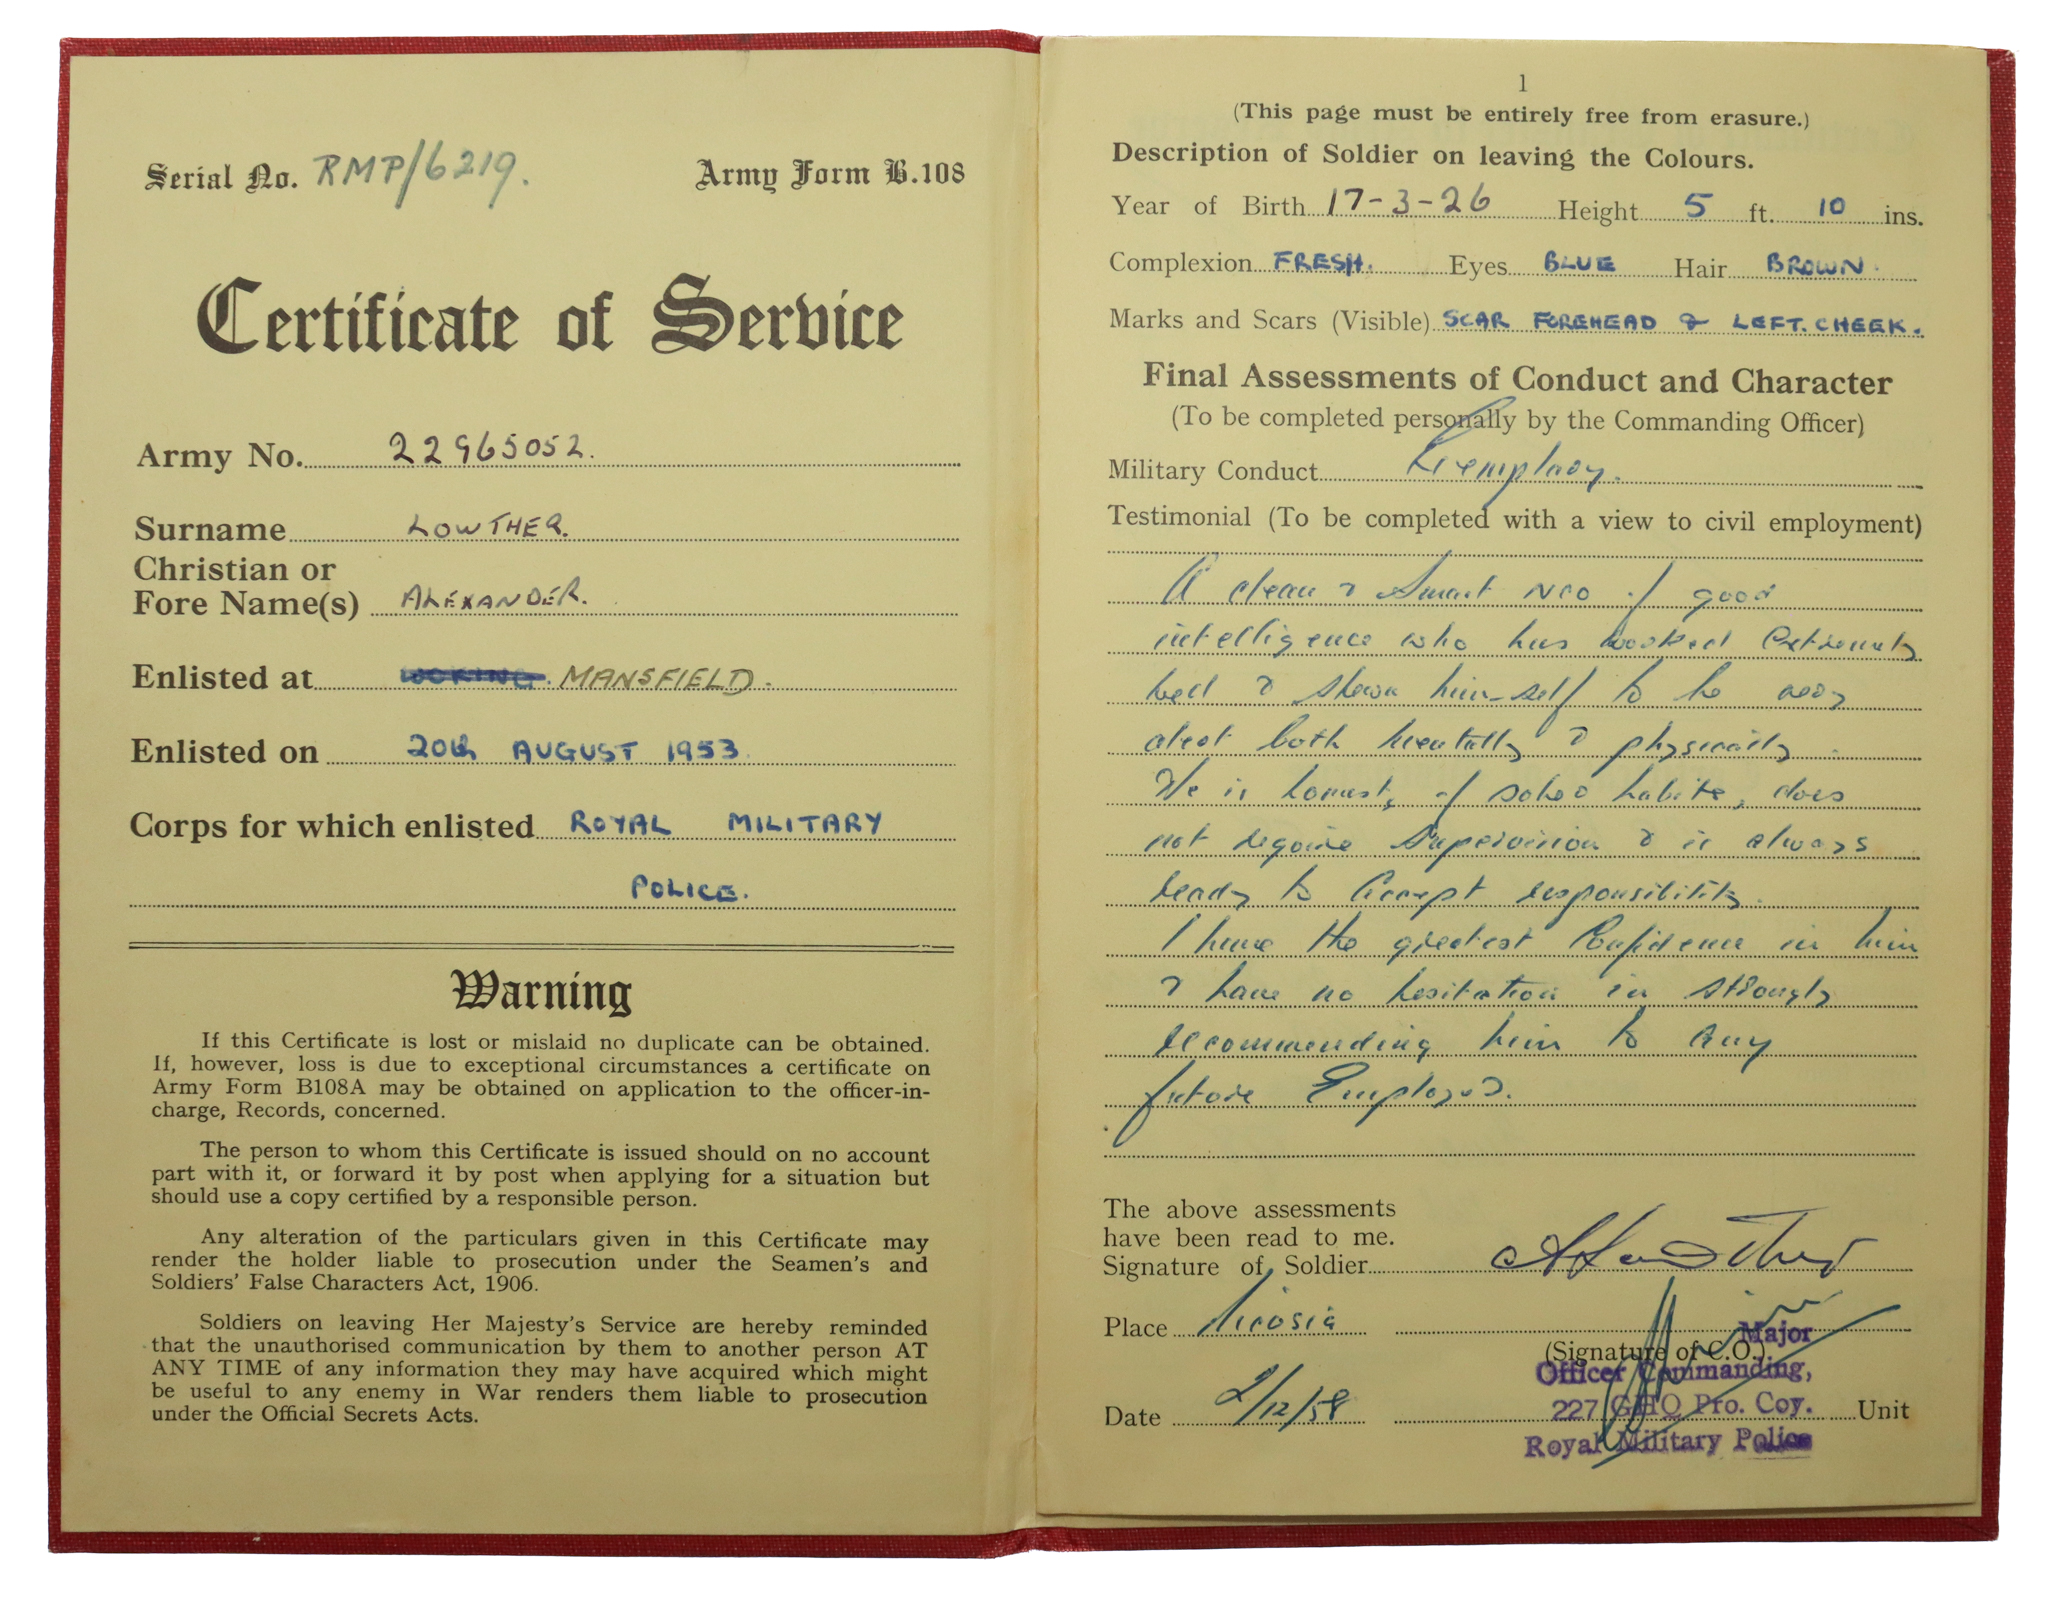 Serial No. RMP/6219.
Army Form B.108
Certificate of Service
Army No. 22965052.
Surname LOWTHER.
Christian or
Fore Name(s) ALEXANDER.
Enlisted at WOKING. MANSFIELD.
Enlisted on 20th AUGUST 1953.
Corps for which enlisted ROYAL MILITARY
POLICE.
Warning
If this Certificate is lost or mislaid no duplicate can be obtained.
If, however, loss is due to exceptional circumstances a certificate on
Army Form B108A may be obtained on application to the officer-in-
charge, Records, concerned.
The person to whom this Certificate is issued should on no account
part with it, or forward it by post when applying for a situation but
should use a copy certified by a responsible person.
Any alteration of the particulars given in this Certificate may
render the holder liable to prosecution under the Seamen's and
Soldiers' False Characters Act, 1906.
Soldiers on leaving Her Majesty's Service are hereby reminded
that the unauthorised communication by them to another person AT
ANY TIME of any information they may have acquired which might
be useful to any enemy in War renders them liable to prosecution
under the Official Secrets Acts.
1
(This page must be entirely free from erasure.)
Description of Soldier on leaving the Colours.
Year of Birth 17-3-26 Height 5 ft. 10 ins.
Complexion FRESH. Eyes BLUE Hair BROWN.
Marks and Scars (Visible) SCAR FOREHEAD & LEFT. CHEEK.
Final Assessments of Conduct and Character
(To be completed personally by the Commanding Officer)
Military Conduct Exemplary.
Testimonial (To be completed with a view to civil employment)
A clean & smart NCO of good
intelligence who has worked extremely
well & shown himself to be very
alert both mentally & physically.
He is honest, of sober habits, does
not require supervision & is always
ready to accept responsibility.
I have the greatest confidence in him
& have no hesitation in strongly
recommending him to any
future Employer.
The above assessments
have been read to me.
Signature of Soldier A Lowther
Place Nicosia
(Signature of C.O.)
Major
Officer Commanding,
227 GHQ Pro. Coy.
Royal Military Police
Date 2/12/58 Unit